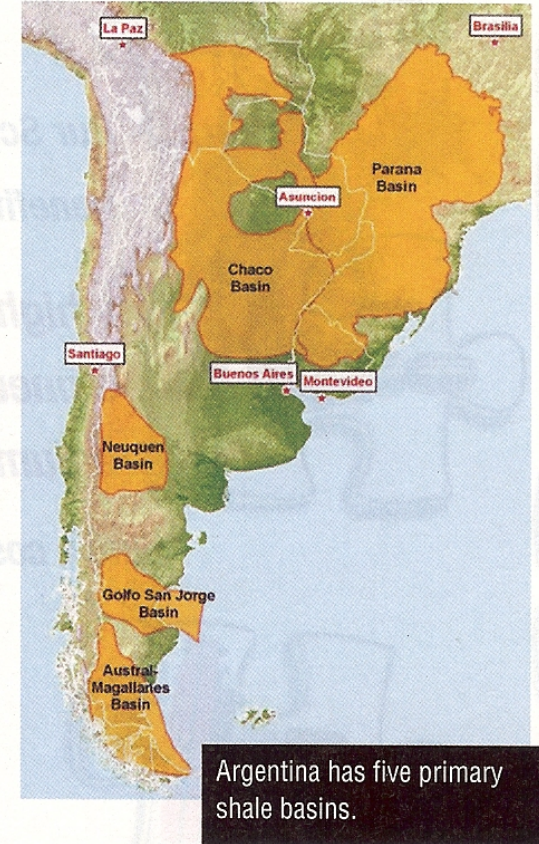 La Paz
Brasilia
Parana
Basin
Asuncion
Chaco
Basin
Santiago
Buenos Aires
Montevideo
Neuquen
Basin
Golfo San Jorge
Basin
Austral-
Magallanes
Basin
Argentina has five primary
shale basins.